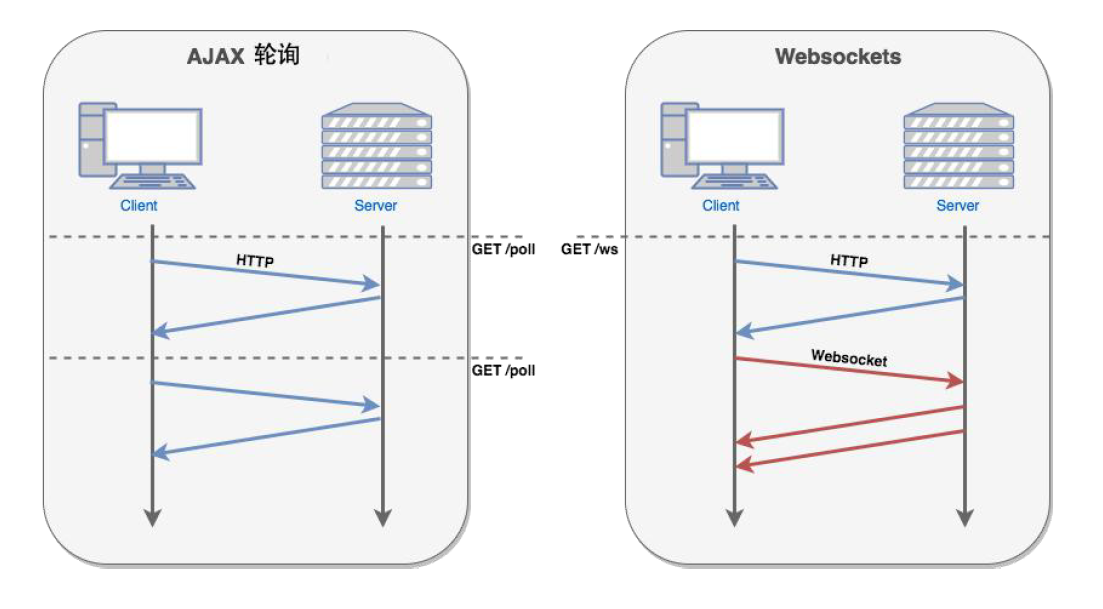 AJAX 轮询
Client
Server
GET /poll
HTTP
GET /poll
Websockets
Client
Server
GET /ws
HTTP
Websocket